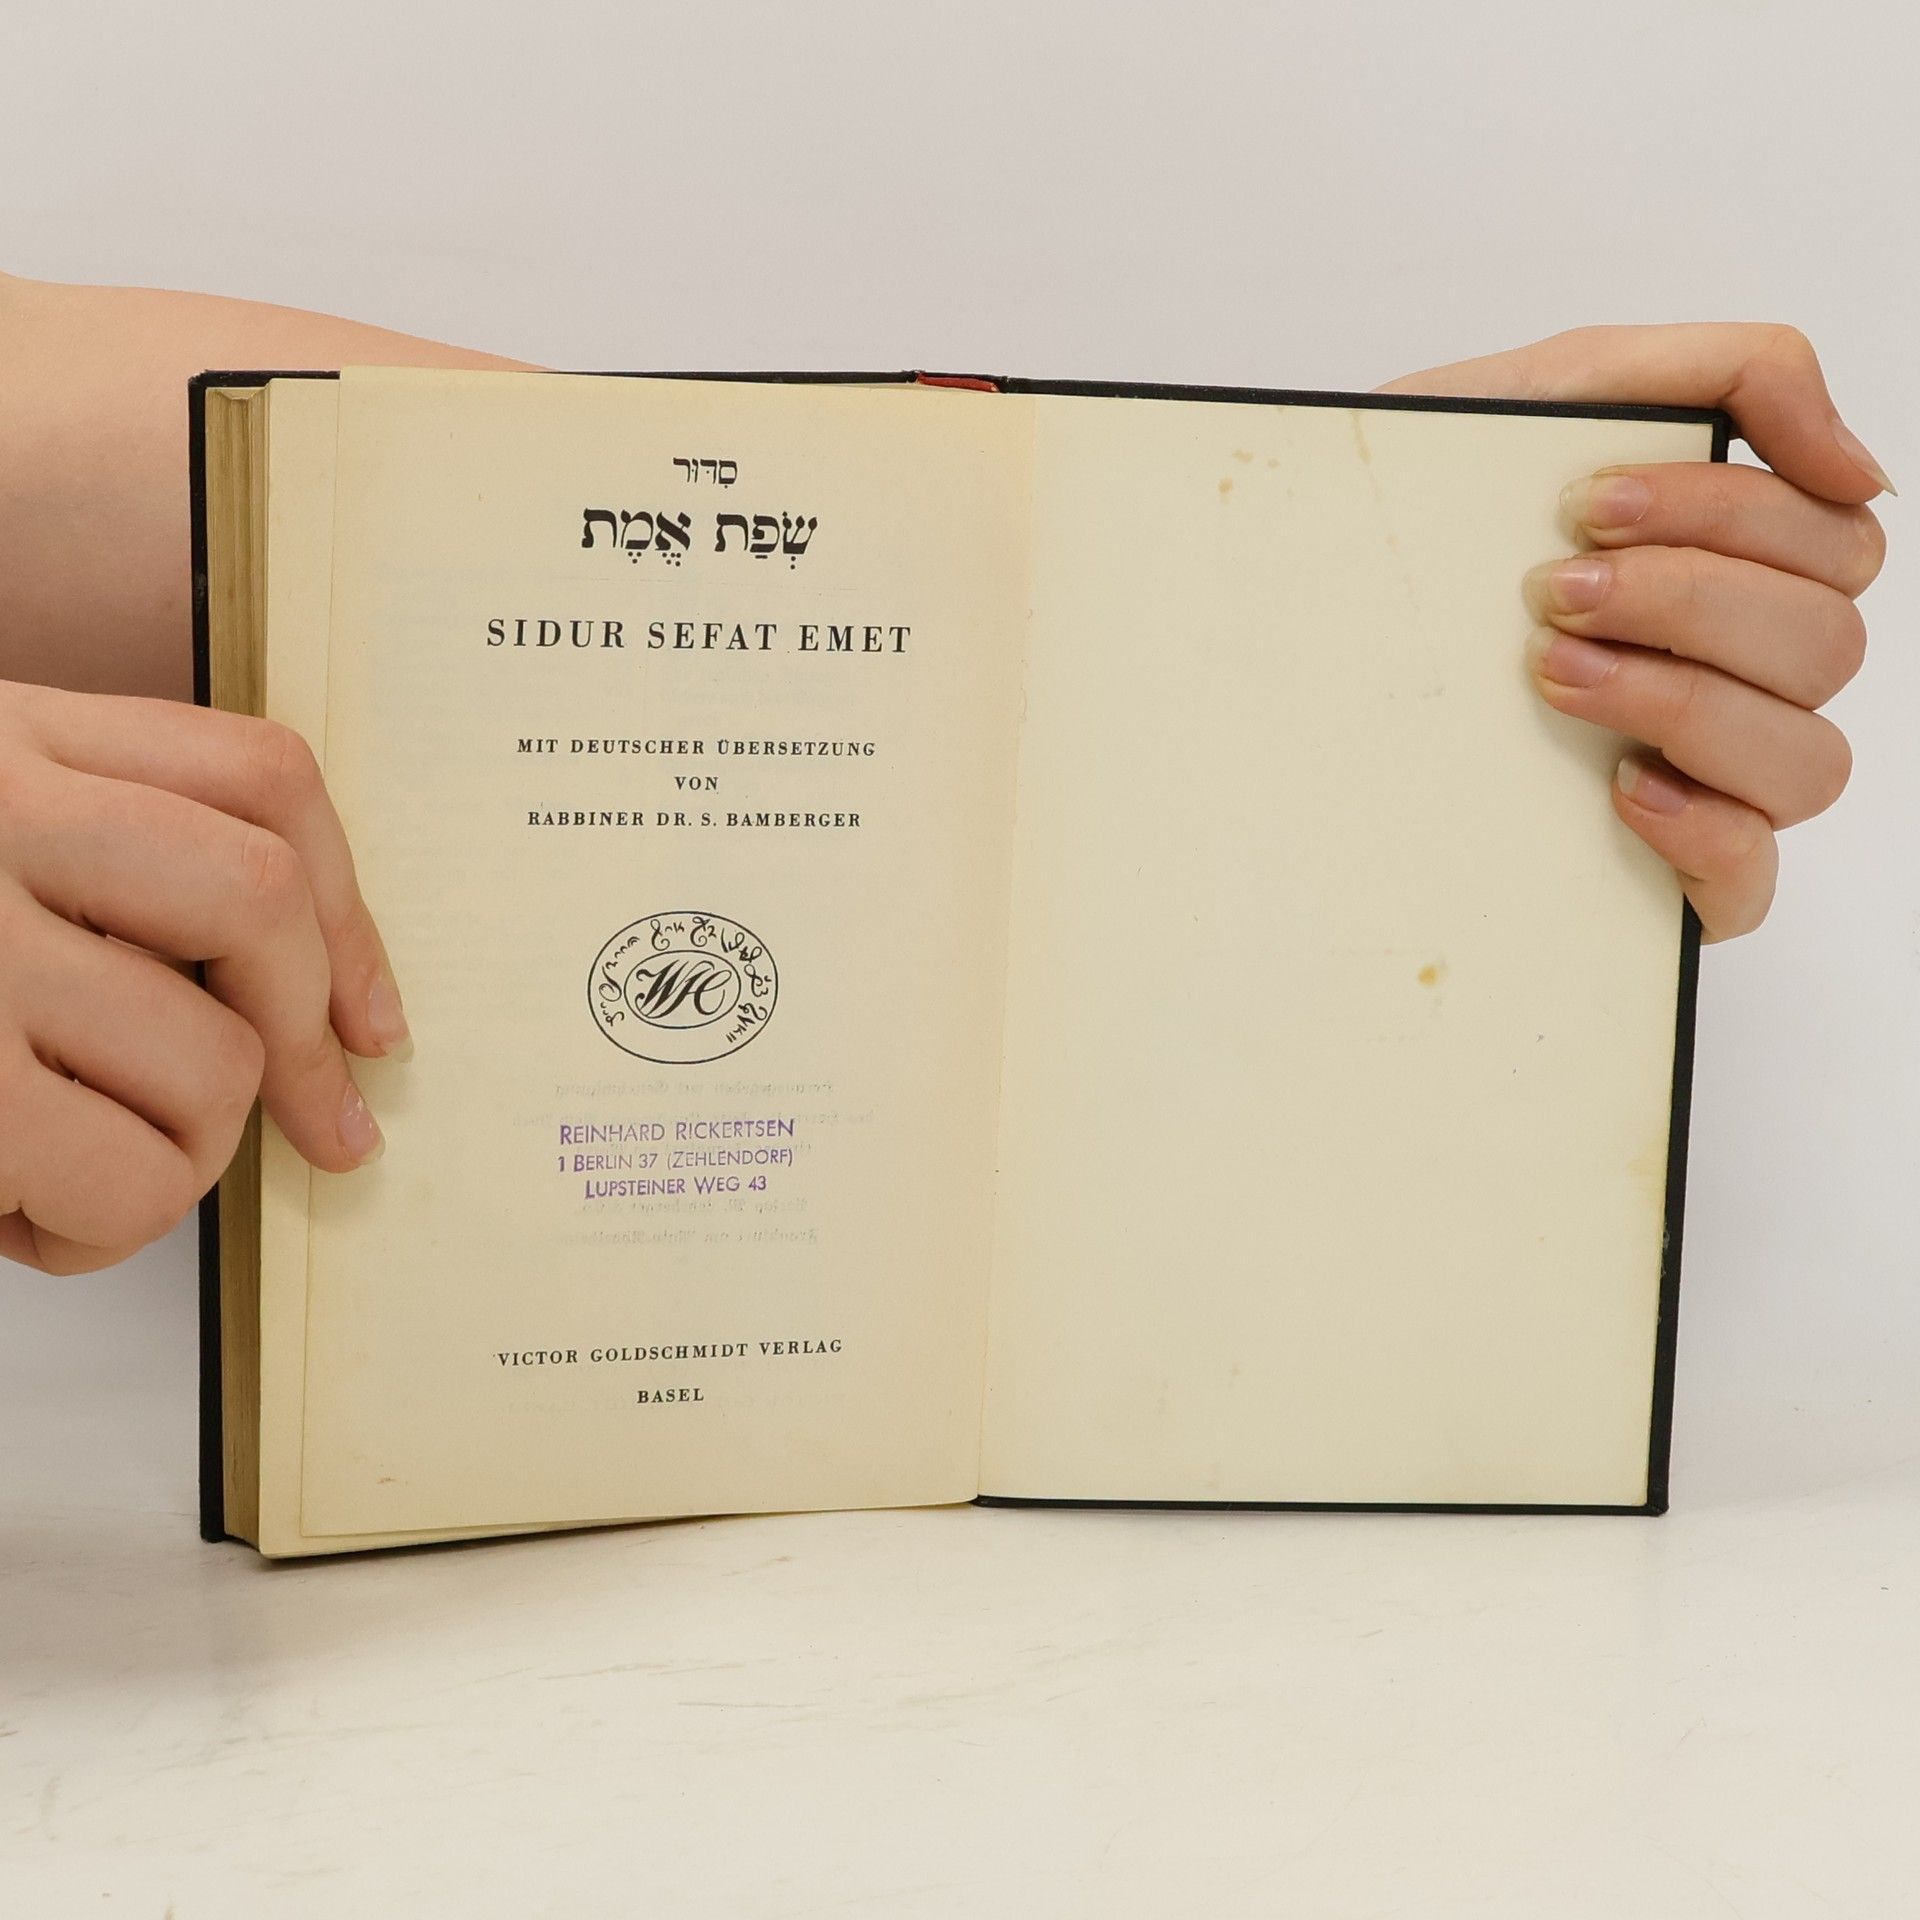 סִדּוּר
שְׂפַת אֱמֶת
SIDUR SEFAT EMET
MIT DEUTSCHER ÜBERSETZUNG
VON
RABBINER DR. S. BAMBERGER
REINHARD RICKERTSEN
1 BERLIN 37 (ZEHLENDORF)
LUPSTEINER WEG 43
VICTOR GOLDSCHMIDT VERLAG
BASEL